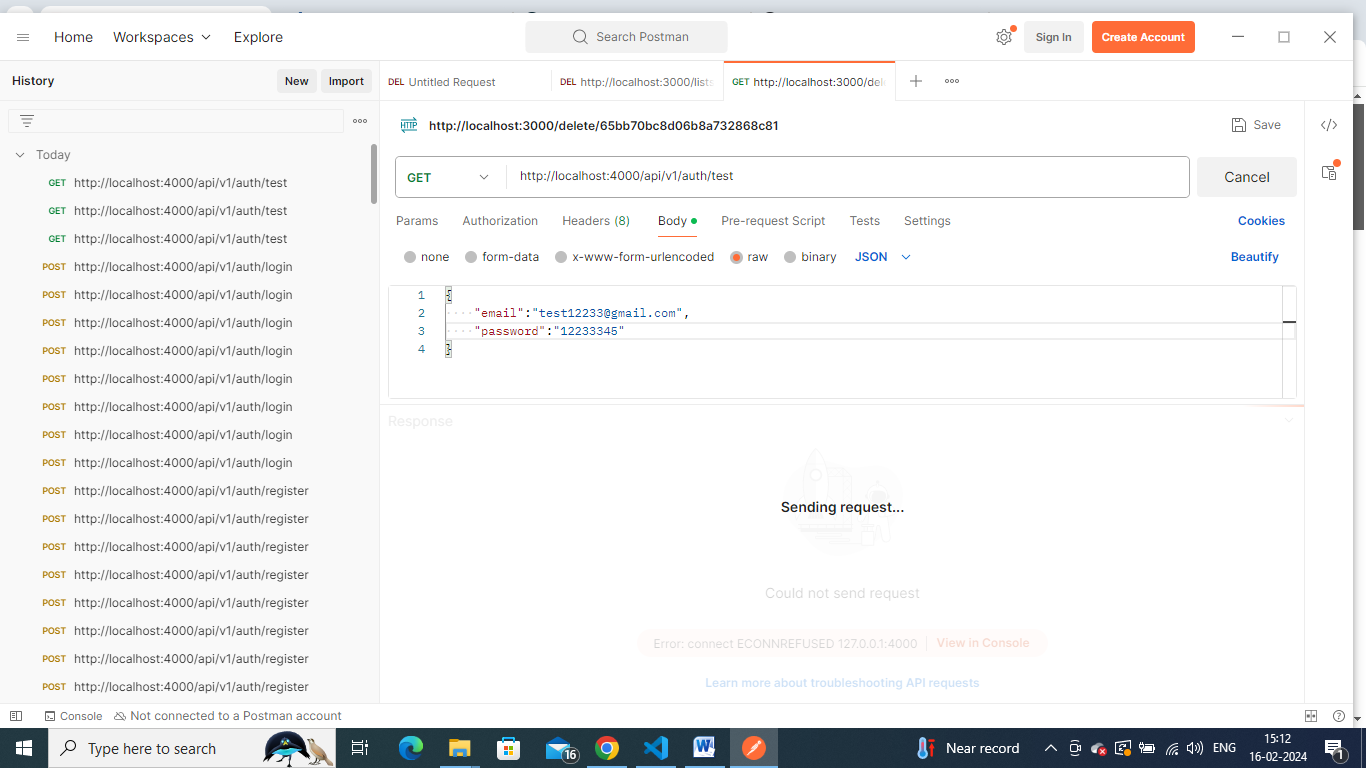 Home Workspaces Explore Search Postman Sign In Create Account
History New Import
DEL Untitled Request DEL http://localhost:3000/lists GET http://localhost:3000/del
HTTP http://localhost:3000/delete/65bb70bc8d06b8a732868c81 Save
Today
GET http://localhost:4000/api/v1/auth/test Cancel
GET http://localhost:4000/api/v1/auth/test
GET http://localhost:4000/api/v1/auth/test
GET http://localhost:4000/api/v1/auth/test
POST http://localhost:4000/api/v1/auth/login
POST http://localhost:4000/api/v1/auth/login
POST http://localhost:4000/api/v1/auth/login
POST http://localhost:4000/api/v1/auth/login
POST http://localhost:4000/api/v1/auth/login
POST http://localhost:4000/api/v1/auth/login
POST http://localhost:4000/api/v1/auth/login
POST http://localhost:4000/api/v1/auth/login
POST http://localhost:4000/api/v1/auth/register
POST http://localhost:4000/api/v1/auth/register
POST http://localhost:4000/api/v1/auth/register
POST http://localhost:4000/api/v1/auth/register
POST http://localhost:4000/api/v1/auth/register
POST http://localhost:4000/api/v1/auth/register
POST http://localhost:4000/api/v1/auth/register
POST http://localhost:4000/api/v1/auth/register
Params Authorization Headers (8) Body Pre-request Script Tests Settings Cookies
none form-data x-www-form-urlencoded raw binary JSON Beautify
1 {
2 "email":"test12233@gmail.com",
3 "password":"12233345"
4 }
Response
Sending request...
Could not send request
Error: connect ECONNREFUSED 127.0.0.1:4000 View in Console
Learn more about troubleshooting API requests
Console Not connected to a Postman account
Type here to search 16 Near record ENG 15:12
16-02-2024 1